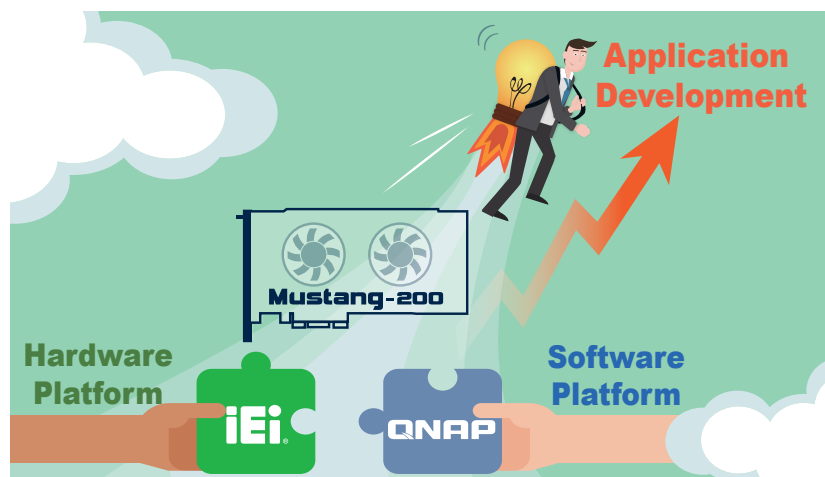 Application
Development
Mustang-200
Hardware
Platform
Software
Platform
iEi®
QNAP